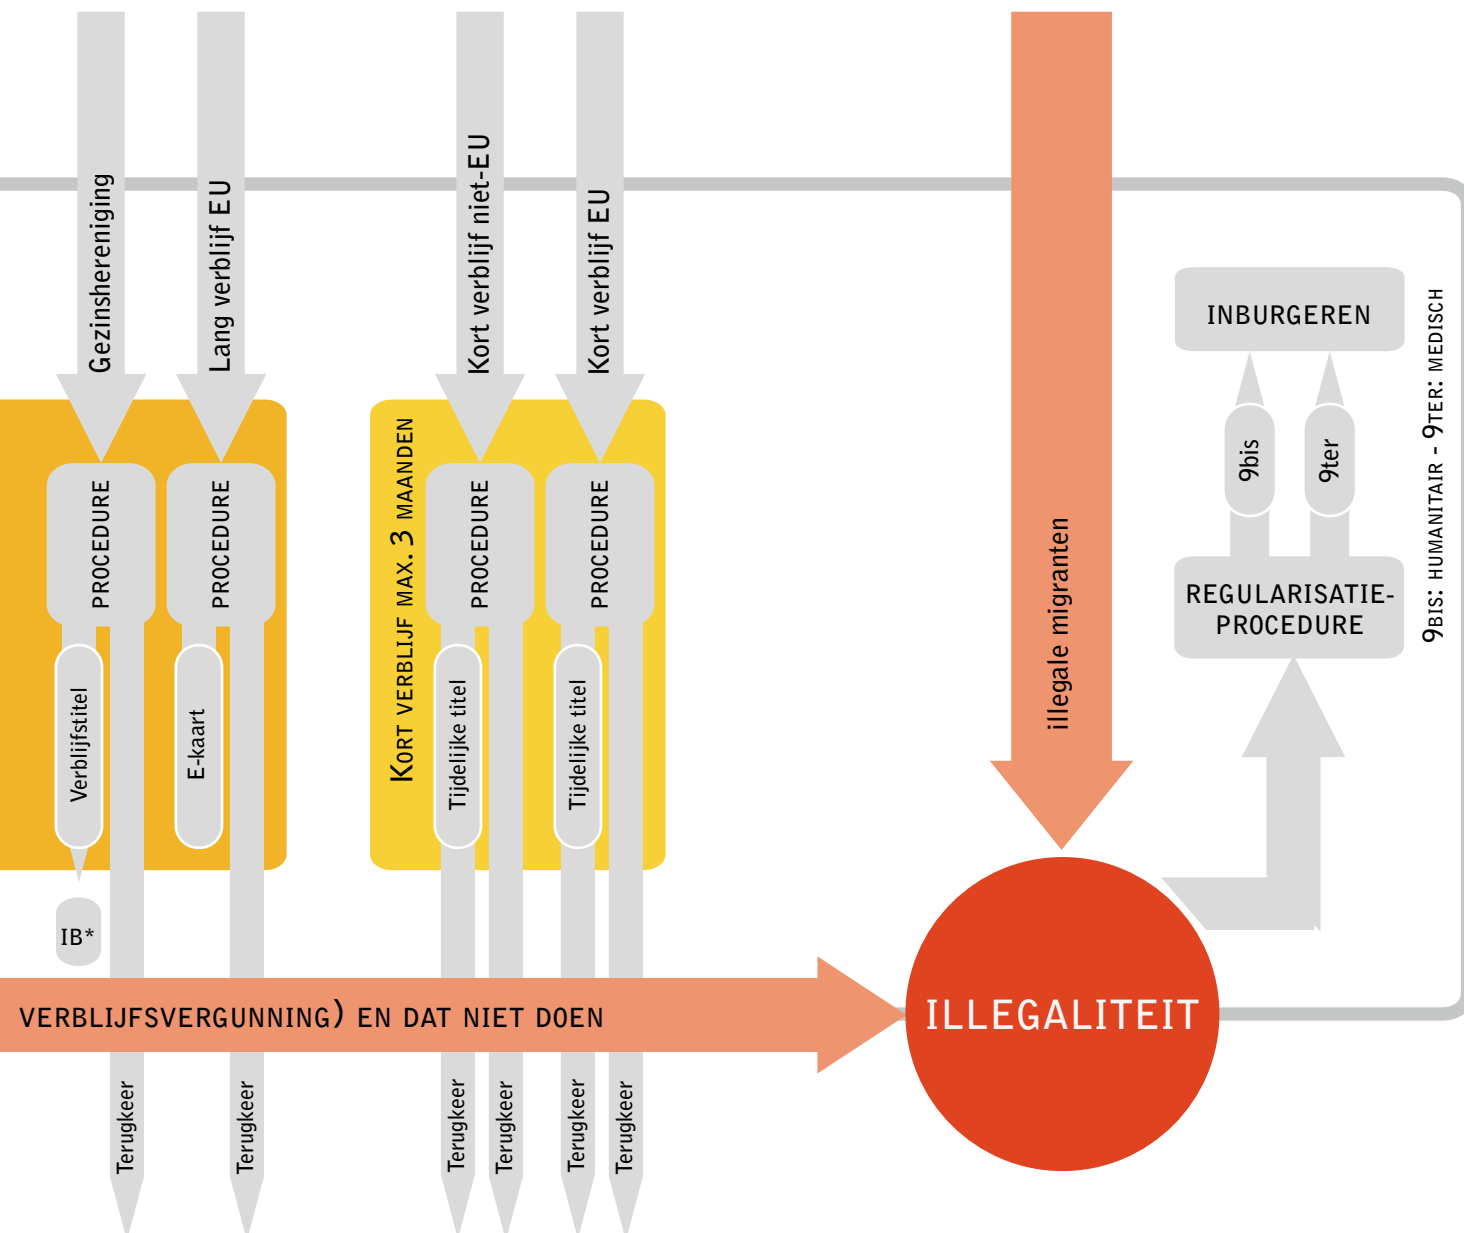 Gezinshereniging
Lang verblijf EU
Kort verblijf niet-EU
Kort verblijf EU
illegale migranten
INBURGEREN
9bis
9ter
9BIS: HUMANITAIR - 9TER: MEDISCH
REGULARISATIE-
PROCEDURE
PROCEDURE
PROCEDURE
KORT VERBLIJF MAX. 3 MAANDEN
PROCEDURE
PROCEDURE
Verblijfstitel
E-kaart
Tijdelijke titel
Tijdelijke titel
IB*
VERBLIJFSVERGUNNING) EN DAT NIET DOEN
ILLEGALITEIT
Terugkeer
Terugkeer
Terugkeer
Terugkeer
Terugkeer
Terugkeer